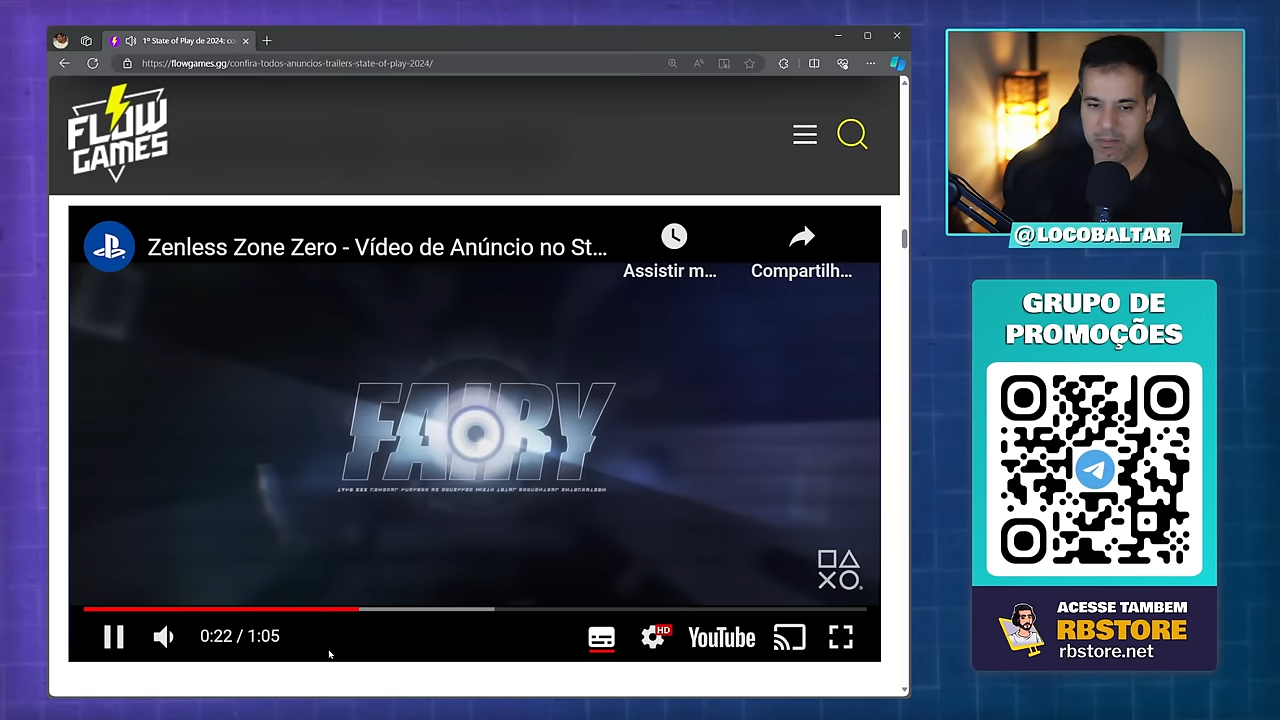 1º State of Play de 2024: co
https://flowgames.gg/confira-todos-anuncios-trailers-state-of-play-2024/
FLOW
GAMES
Zenless Zone Zero - Vídeo de Anúncio no St...
Assistir m...
Compartilh...
FAIRY
0:22 / 1:05
HD
YouTube
@LOCOBALTAR
GRUPO DE
PROMOÇÕES
ACESSE TAMBEM
RBSTORE
rbstore.net